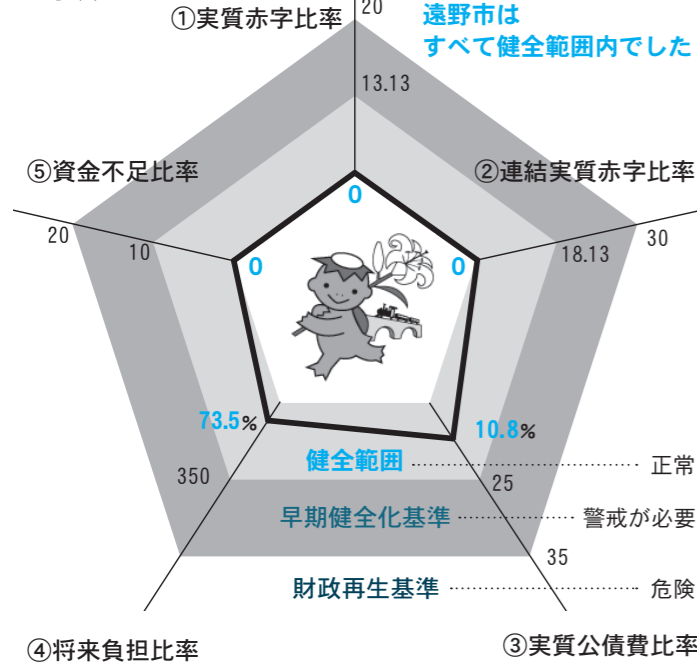 20
①実質赤字比率
遠野市は
すべて健全範囲内でした
13.13
⑤資金不足比率
②連結実質赤字比率
0
20
10
0
0
18.13
30
73.5%
10.8%
健全範囲
正常
350
25
早期健全化基準
警戒が必要
35
財政再生基準
危険
④将来負担比率
③実質公債費比率